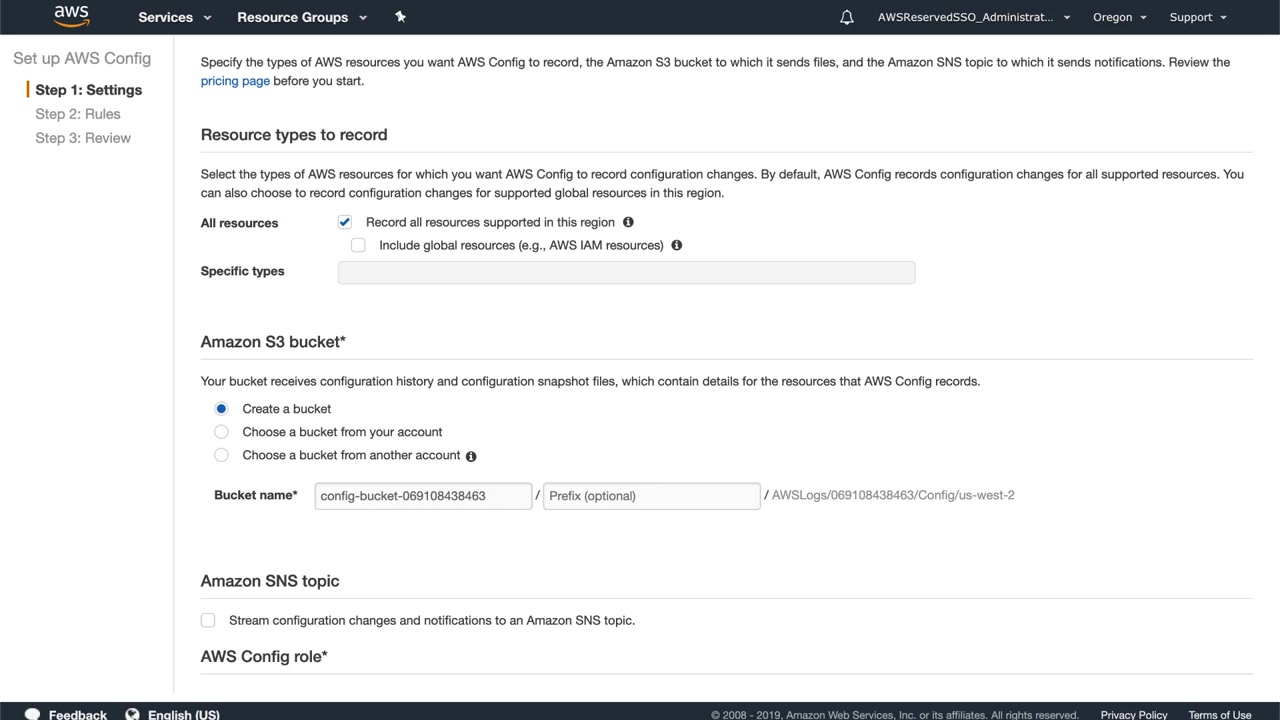 aws
Services
Resource Groups
AWSReservedSSO_Administrat...
Oregon
Support
Set up AWS Config
Step 1: Settings
Step 2: Rules
Step 3: Review
Specify the types of AWS resources you want AWS Config to record, the Amazon S3 bucket to which it sends files, and the Amazon SNS topic to which it sends notifications. Review the
pricing page before you start.
Resource types to record
Select the types of AWS resources for which you want AWS Config to record configuration changes. By default, AWS Config records configuration changes for all supported resources. You
can also choose to record configuration changes for supported global resources in this region.
All resources
Record all resources supported in this region
Include global resources (e.g., AWS IAM resources)
Specific types
Amazon S3 bucket*
Your bucket receives configuration history and configuration snapshot files, which contain details for the resources that AWS Config records.
Create a bucket
Choose a bucket from your account
Choose a bucket from another account
Bucket name* config-bucket-069108438463 / Prefix (optional) / AWSLogs/069108438463/Config/us-west-2
Amazon SNS topic
Stream configuration changes and notifications to an Amazon SNS topic.
AWS Config role*
Feedback
English (US)
© 2008 - 2019, Amazon Web Services, Inc. or its affiliates. All rights reserved.
Privacy Policy
Terms of Use